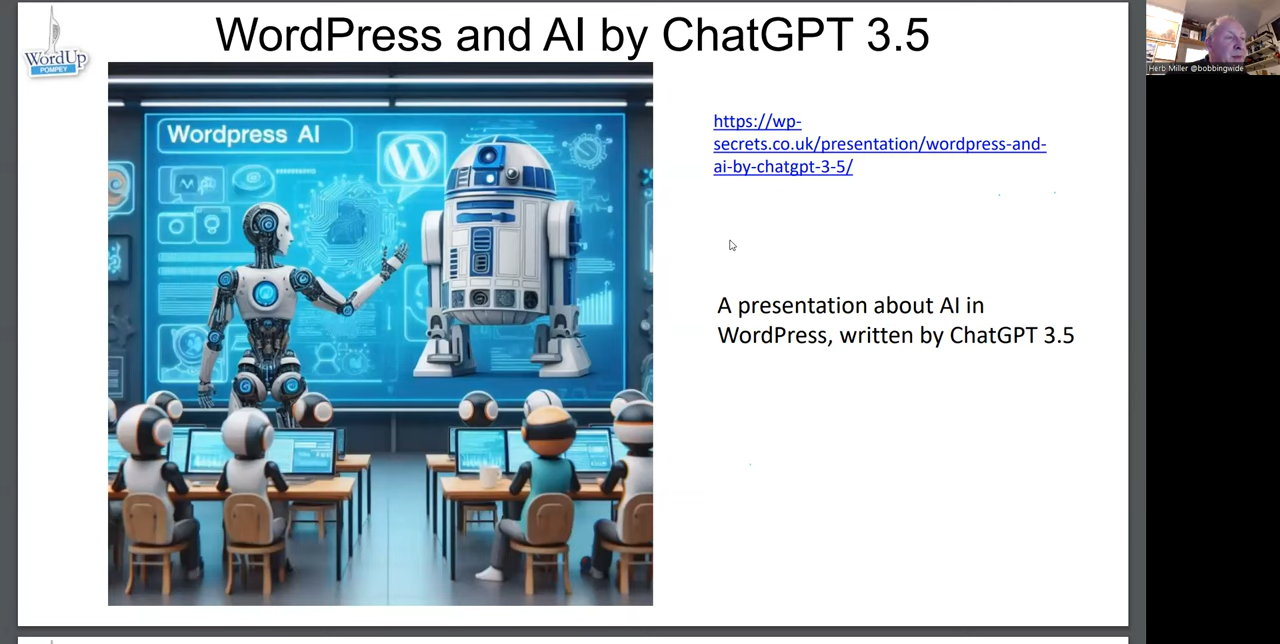 WordPress and AI by ChatGPT 3.5
WordUp
POMPEY
Wordpress AI
https://wp-
secrets.co.uk/presentation/wordpress-and-
ai-by-chatgpt-3-5/
A presentation about AI in
WordPress, written by ChatGPT 3.5
Herb Miller @bobbingwide